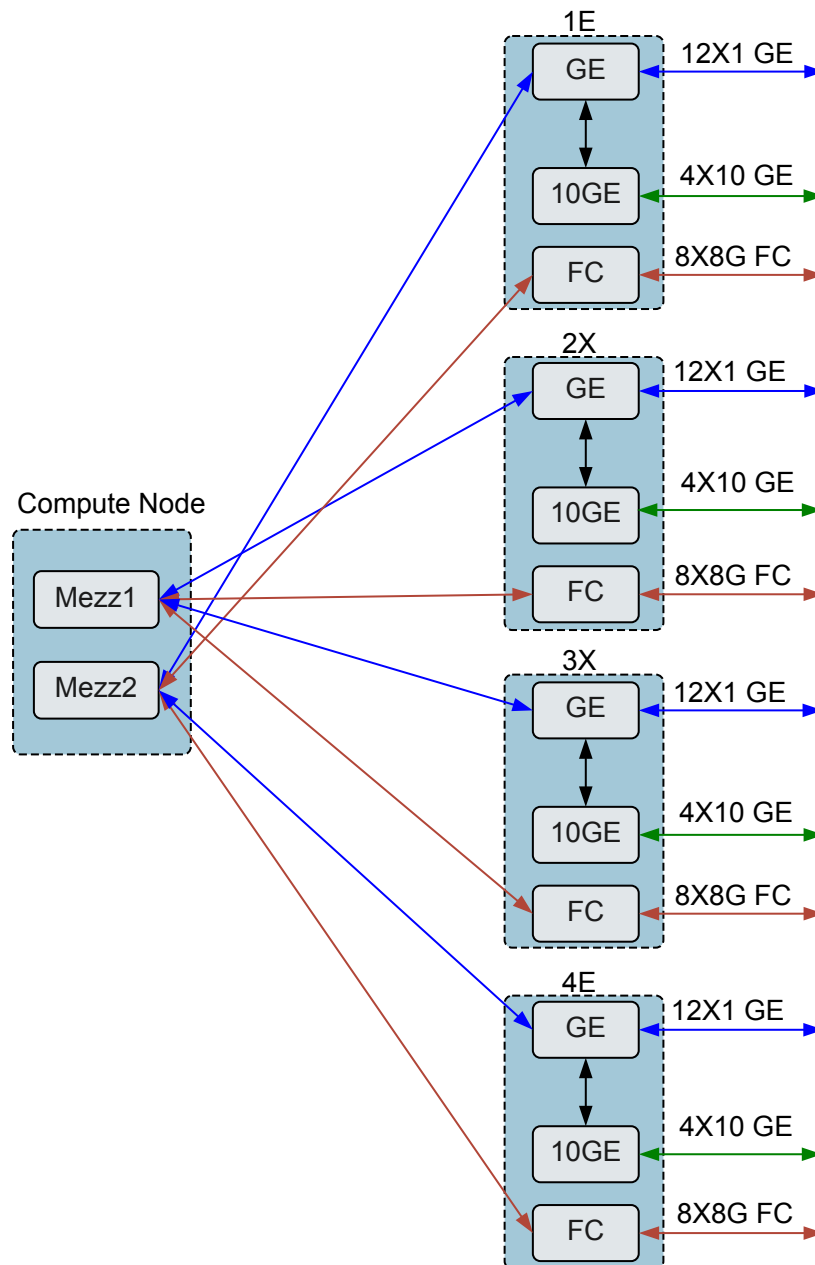 1E
GE
12X1 GE
10GE
4X10 GE
FC
8X8G FC
2X
GE
12X1 GE
10GE
4X10 GE
FC
8X8G FC
Compute Node
Mezz1
Mezz2
3X
GE
12X1 GE
10GE
4X10 GE
FC
8X8G FC
4E
GE
12X1 GE
10GE
4X10 GE
FC
8X8G FC